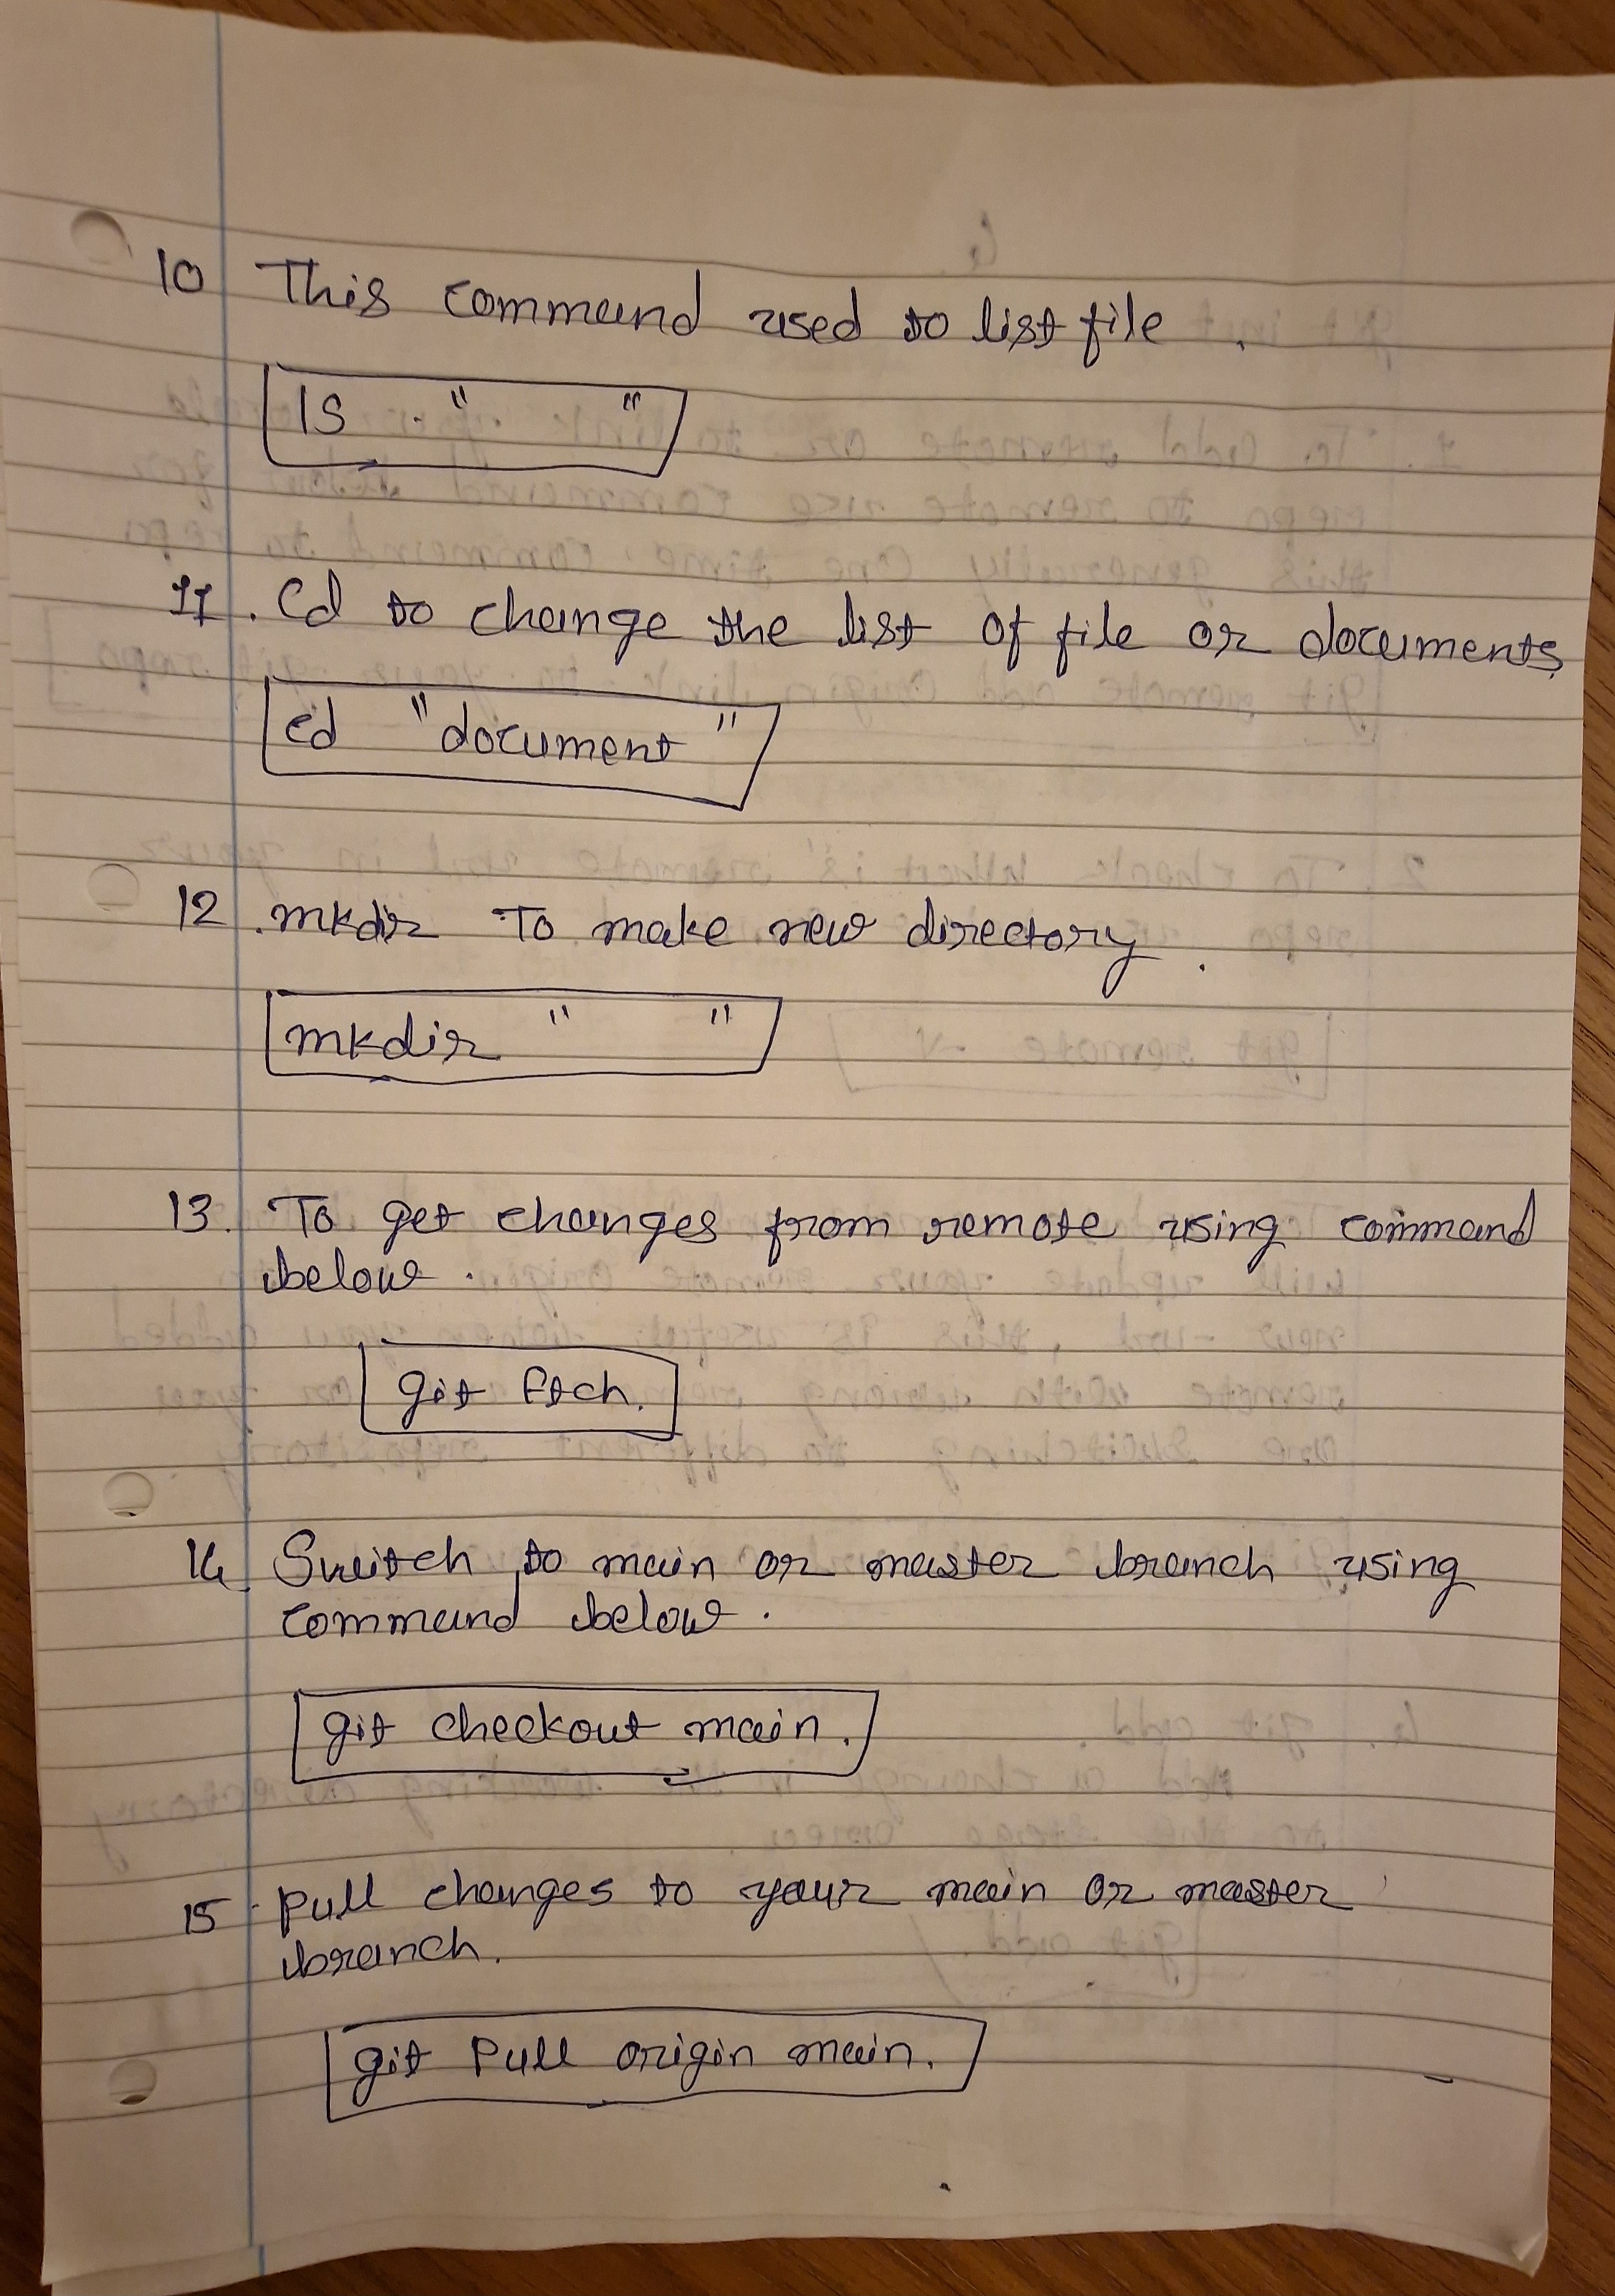 10 This command used to list file.
ls . " "
11. Cd to change the list of file or documents
cd "document"
12. mkdir To make new directory.
mkdir " "
13. To get changes from remote using command
below.
git ftch.
14. Switch to main or master branch using
command below.
git checkout main.
15 Pull changes to your main or master
branch.
git Pull origin main.